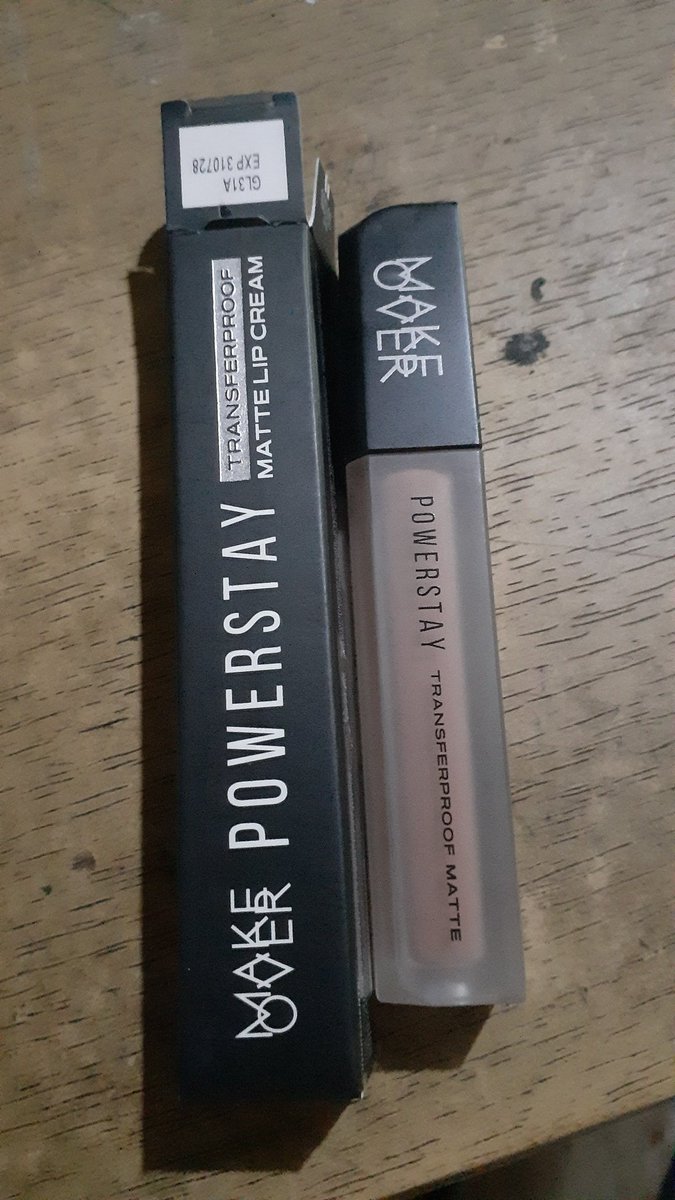 GL31A
EXP 310728
MAKE
OVER
POWERSTAY
TRANSFERPROOF
MATTE LIP CREAM
MAKE
OVER
POWERSTAY
TRANSFERPROOF MATTE